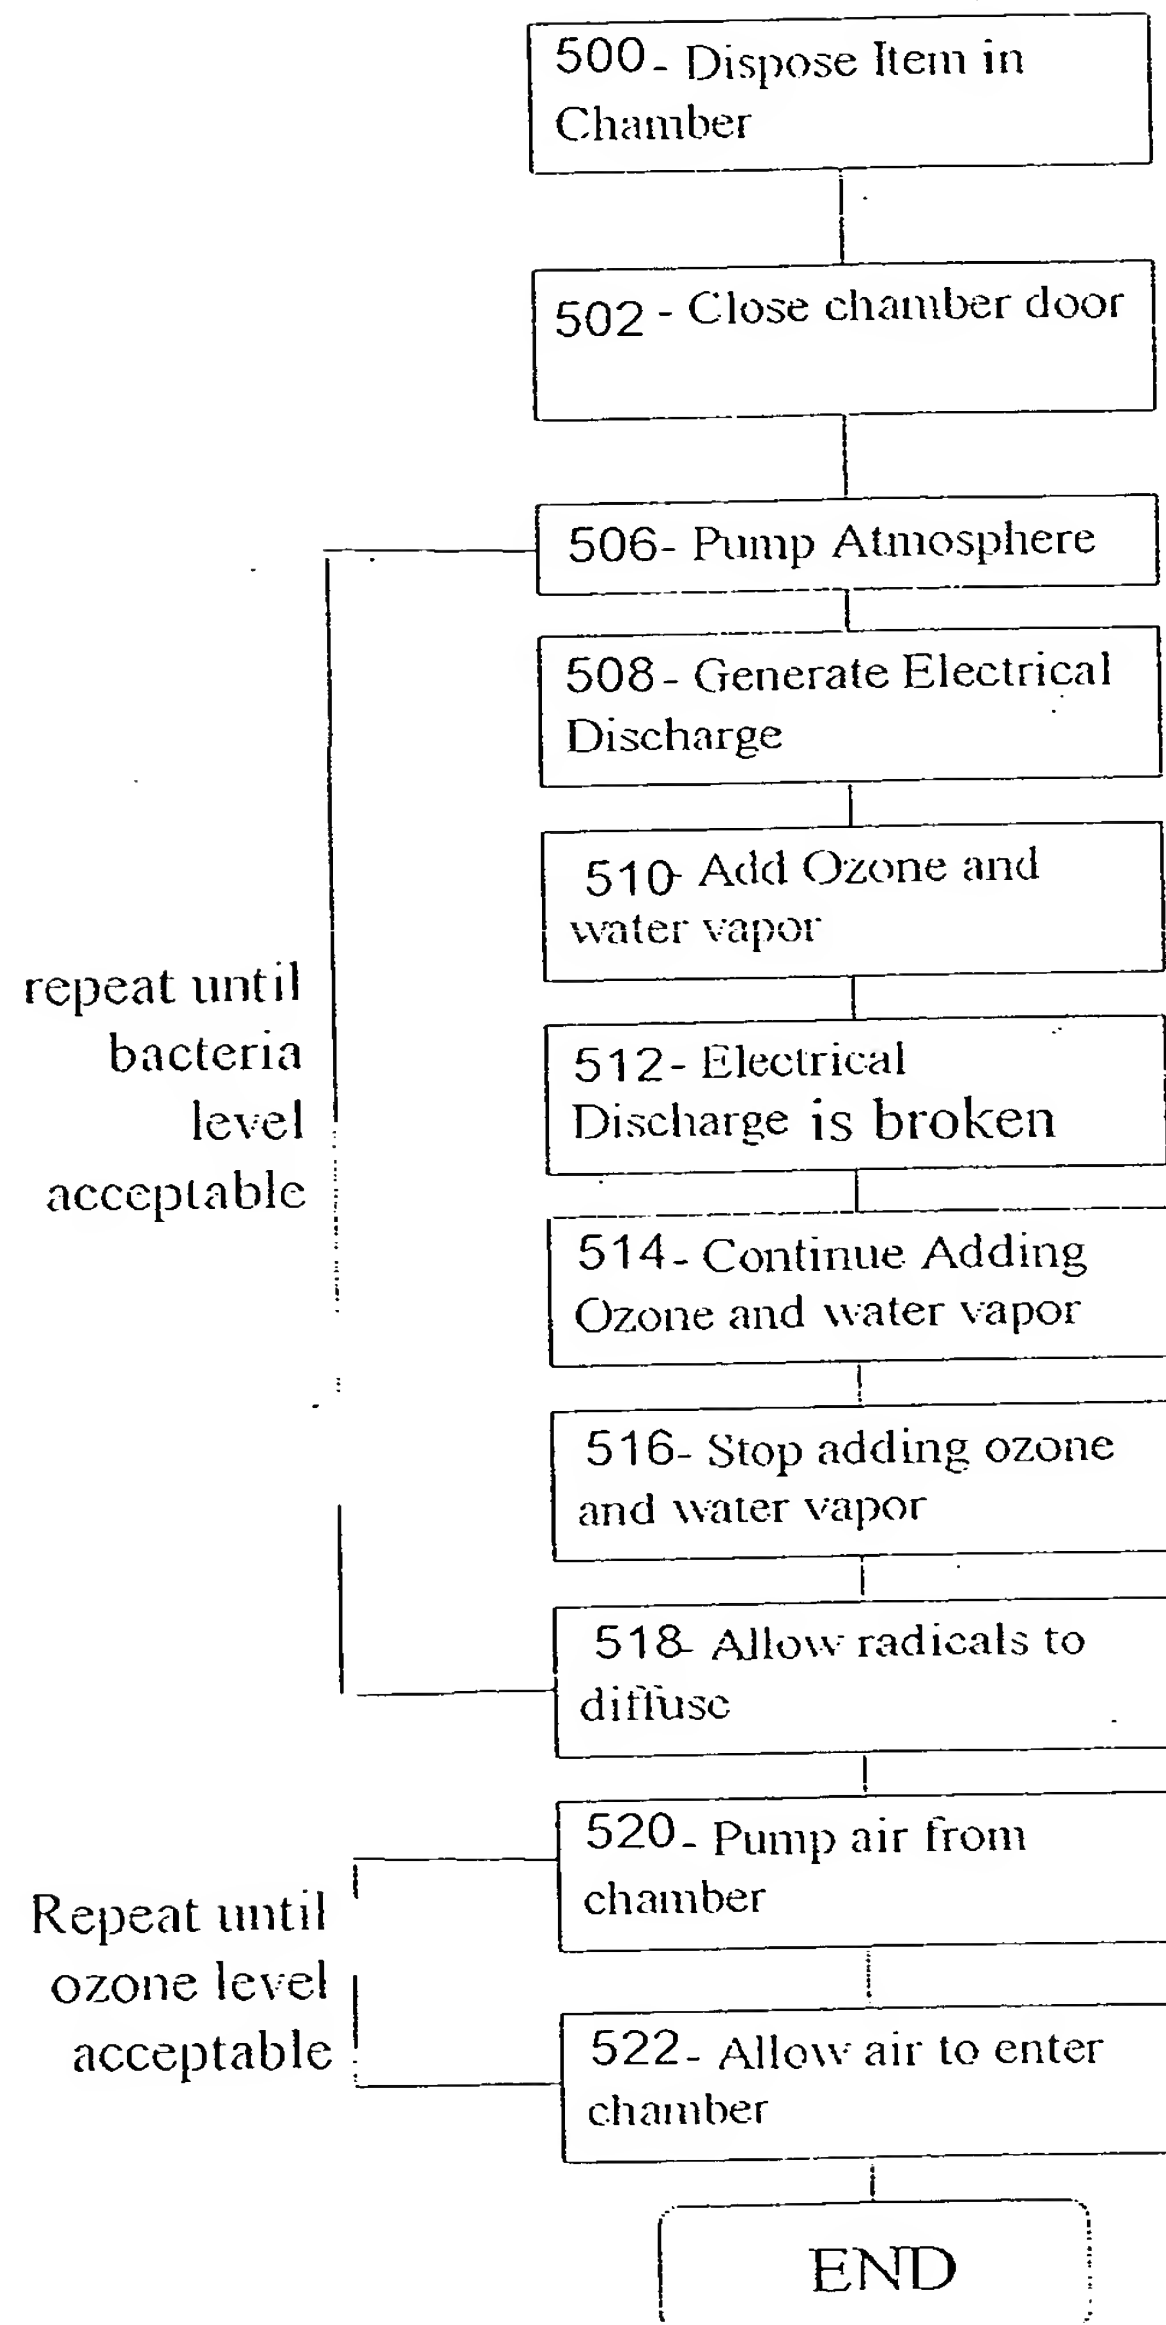 500- Dispose Item in
Chamber
502 - Close chamber door
506- Pump Atmosphere
508- Generate Electrical
Discharge
510- Add Ozone and
water vapor
512- Electrical
Discharge is broken
514- Continue Adding
Ozone and water vapor
516- Stop adding ozone
and water vapor
518- Allow radicals to
diffuse
repeat until
bacteria
level
acceptable
520- Pump air from
chamber
522- Allow air to enter
chamber
Repeat until
ozone level
acceptable
END